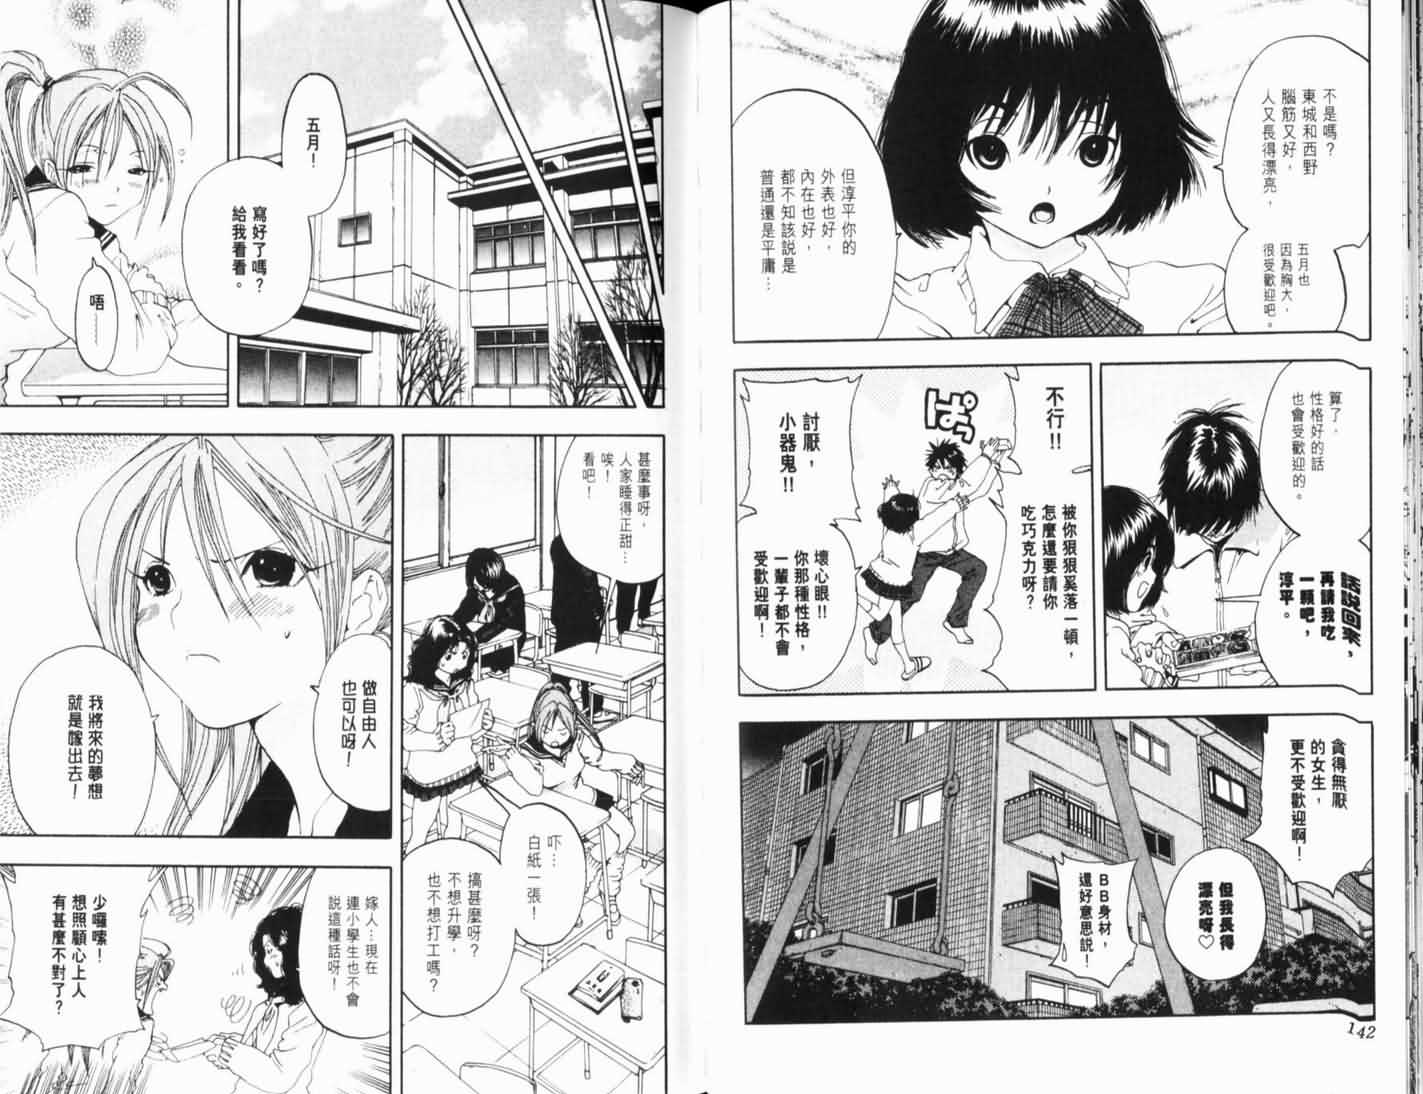 不是嗎？
東城和西野
腦筋又好，
人又長得漂亮，
五月也
因為胸大，
很受歡迎吧。
但淳平你的
外表也好，
內在也好，
都不知該說是
普通還是平庸…
算了，
性格好的話
也會受歡迎的。
話說回來，
再請我吃
一顆吧，
淳平。
不行!!
被你狠狠奚落一頓，
怎麼還要請你
吃巧克力呀？
ぱっ
討厭，
小器鬼!!
壞心眼!!
你那種性格，
一輩子都不會
受歡迎啊！
貪得無厭
的女生，
更不受歡迎啊！
但我長得
漂亮呀♡
BB身材，
還好意思說！
142
五月！
寫好了嗎？
給我看看。
唔……
甚麼事呀，
人家睡得正甜…
唉！
看吧！
吓…
白紙一張！
搞甚麼呀？
不想升學，
也不想打工嗎？
做自由人
也可以呀！
我將來的夢想
就是嫁出去！
嫁人…現在
連小學生也不會
說這種話呀！
少囉嗦！
想照顧心上人
有甚麼不對了？